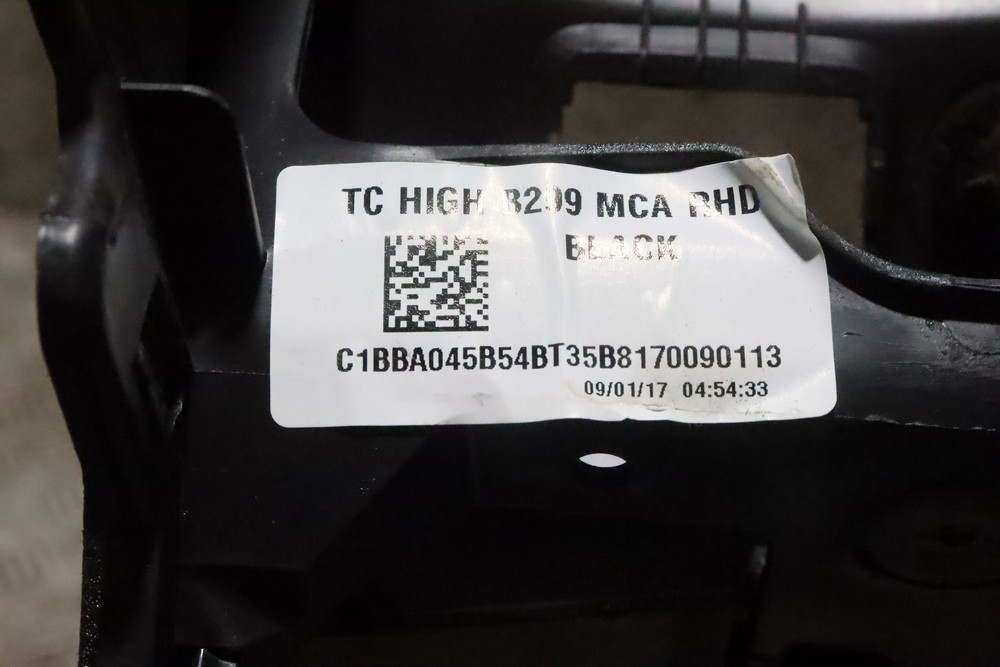 TC HIGH B299 MCA RHD
BLACK
C1BBA045B54BT35B8170090113
09/01/17 04:54:33